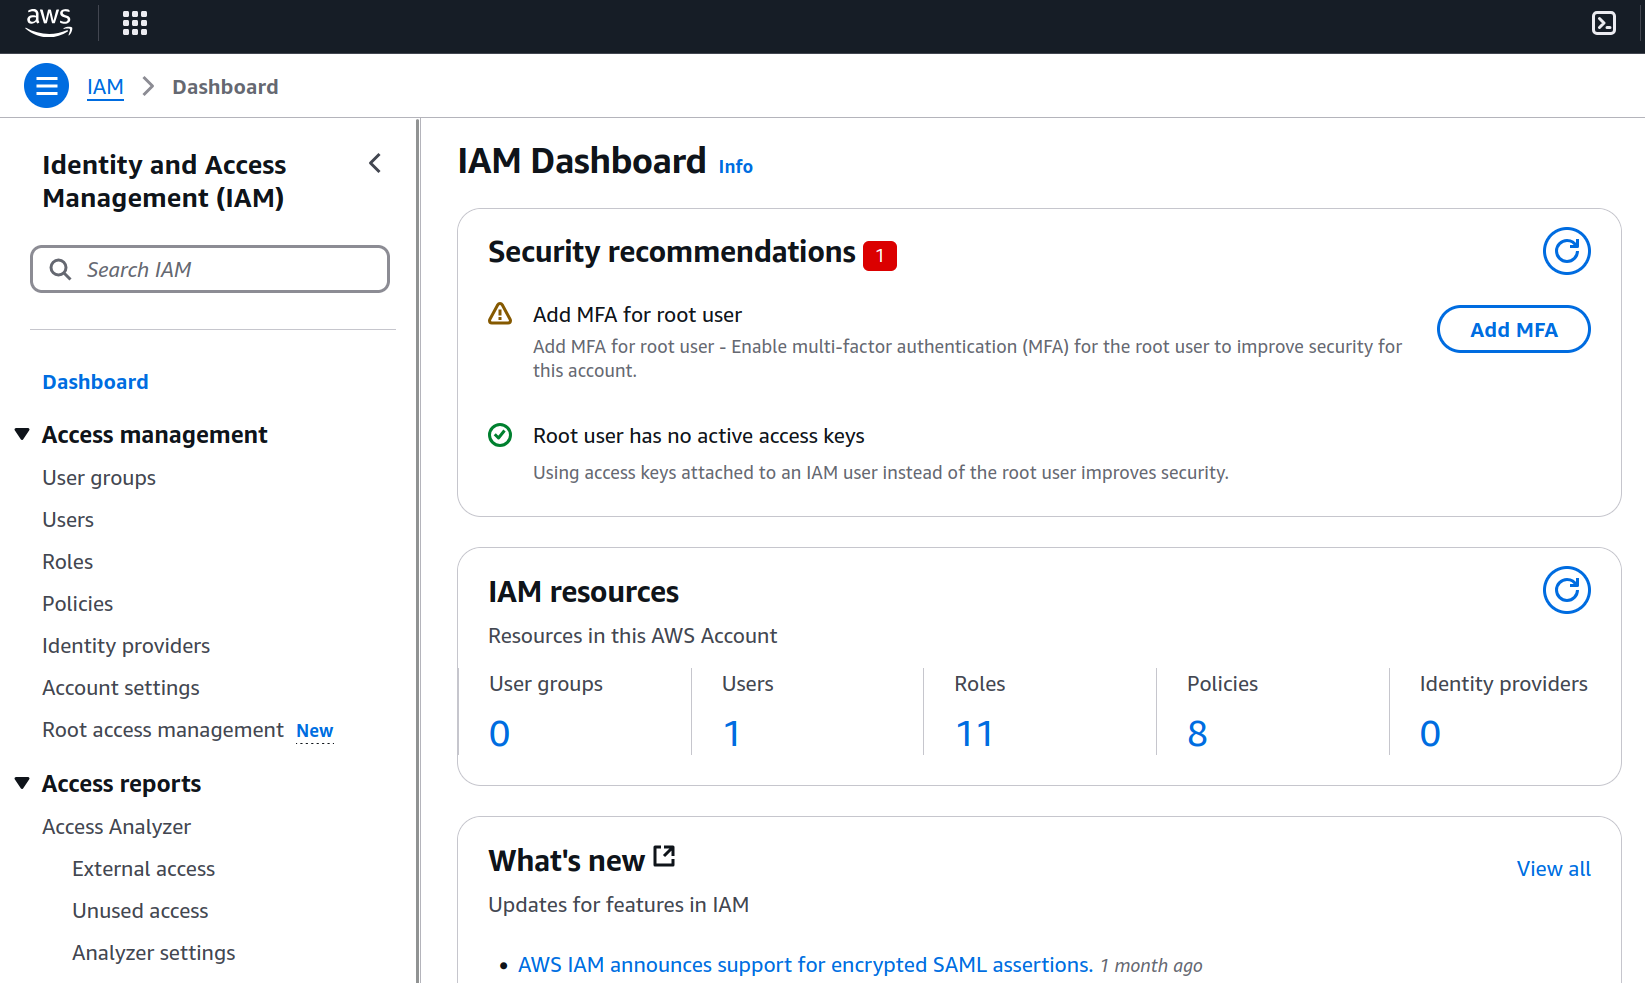 aws
IAM > Dashboard
Identity and Access
Management (IAM)
Search IAM
Dashboard
Access management
User groups
Users
Roles
Policies
Identity providers
Account settings
Root access management New
Access reports
Access Analyzer
External access
Unused access
Analyzer settings
IAM Dashboard Info
Security recommendations 1
Add MFA for root user
Add MFA for root user - Enable multi-factor authentication (MFA) for the root user to improve security for
this account.
Add MFA
Root user has no active access keys
Using access keys attached to an IAM user instead of the root user improves security.
IAM resources
Resources in this AWS Account
User groups
0
Users
1
Roles
11
Policies
8
Identity providers
0
What's new
View all
Updates for features in IAM
• AWS IAM announces support for encrypted SAML assertions. 1 month ago